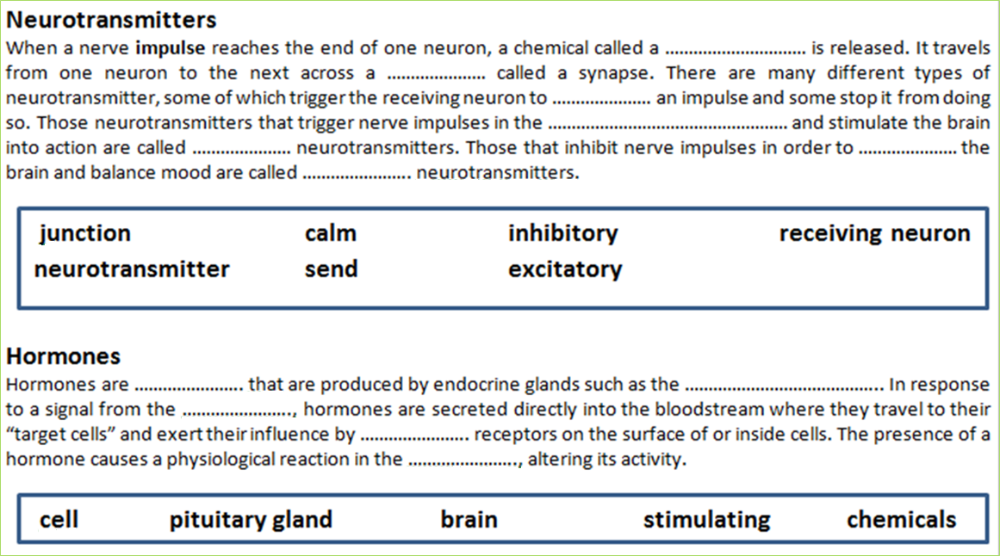 Neurotransmitters
When a nerve impulse reaches the end of one neuron, a chemical called a ............................. is released. It travels
from one neuron to the next across a .................... called a synapse. There are many different types of
neurotransmitter, some of which trigger the receiving neuron to .................... an impulse and some stop it from doing
so. Those neurotransmitters that trigger nerve impulses in the ................................................. and stimulate the brain
into action are called .................... neurotransmitters. Those that inhibit nerve impulses in order to .................... the
brain and balance mood are called ...................... neurotransmitters.
junction calm inhibitory receiving neuron
neurotransmitter send excitatory
Hormones
Hormones are ...................... that are produced by endocrine glands such as the ......................................... In response
to a signal from the ......................., hormones are secreted directly into the bloodstream where they travel to their
“target cells” and exert their influence by ...................... receptors on the surface of or inside cells. The presence of a
hormone causes a physiological reaction in the ......................, altering its activity.
cell pituitary gland brain stimulating chemicals